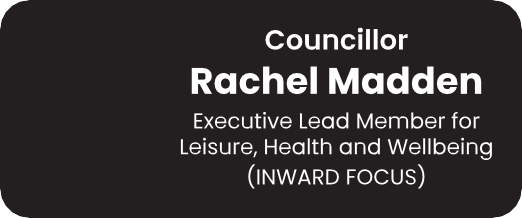 Councillor
Rachel Madden
Executive Lead Member for
Leisure, Health and Wellbeing
(INWARD FOCUS)